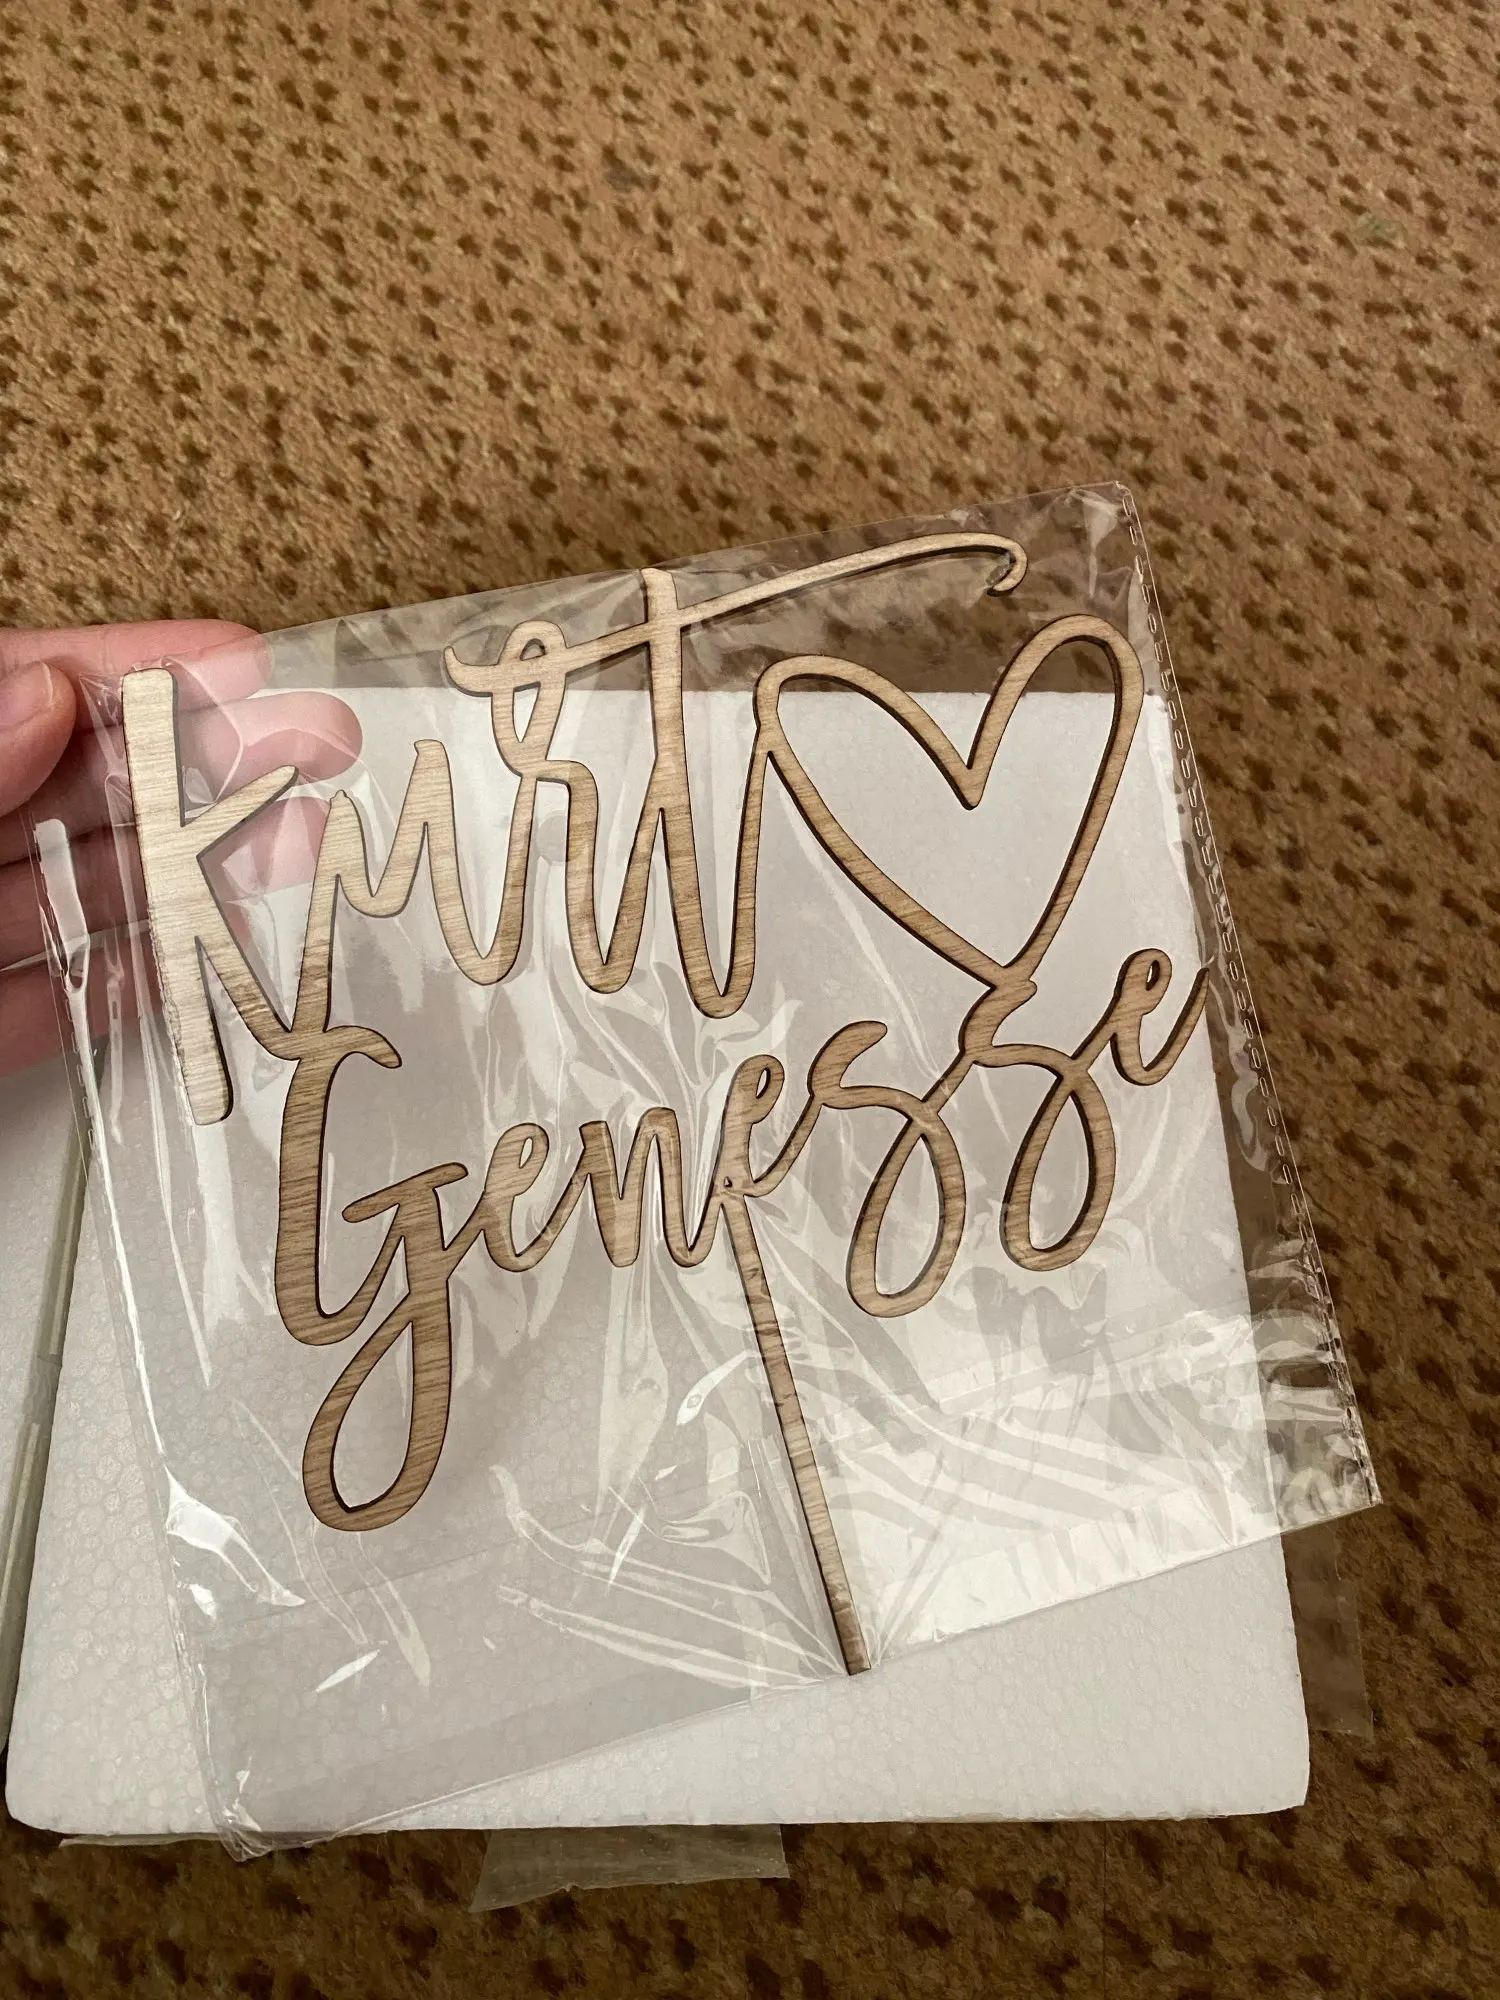 Kurt ♡
Genesse